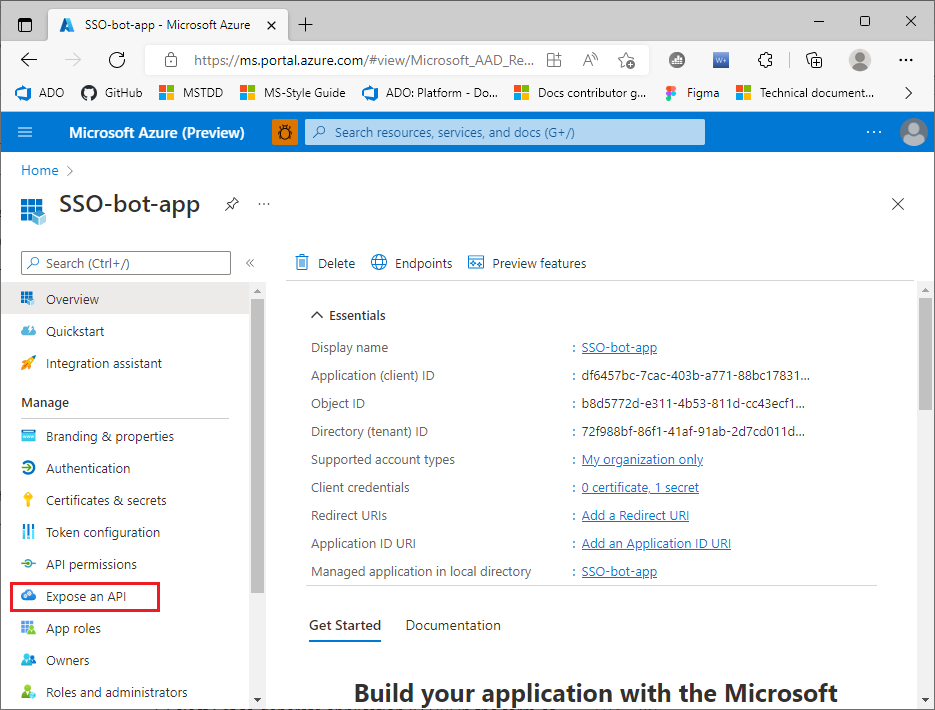 SSO-bot-app - Microsoft Azure
https://ms.portal.azure.com/#view/Microsoft_AAD_Re...
ADO
GitHub
MSTDD
MS-Style Guide
ADO: Platform - Do...
Docs contributor g...
Figma
Technical document...
Microsoft Azure (Preview)
Search resources, services, and docs (G+/)
Home
SSO-bot-app
Search (Ctrl+/)
Delete
Endpoints
Preview features
Overview
Quickstart
Integration assistant
Manage
Branding & properties
Authentication
Certificates & secrets
Token configuration
API permissions
Expose an API
App roles
Owners
Roles and administrators
Essentials
Display name : SSO-bot-app
Application (client) ID : df6457bc-7cac-403b-a771-88bc17831...
Object ID : b8d5772d-e311-4b53-811d-cc43ecf1...
Directory (tenant) ID : 72f988bf-86f1-41af-91ab-2d7cd011d...
Supported account types : My organization only
Client credentials : 0 certificate, 1 secret
Redirect URIs : Add a Redirect URI
Application ID URI : Add an Application ID URI
Managed application in local directory : SSO-bot-app
Get Started
Documentation
Build your application with the Microsoft